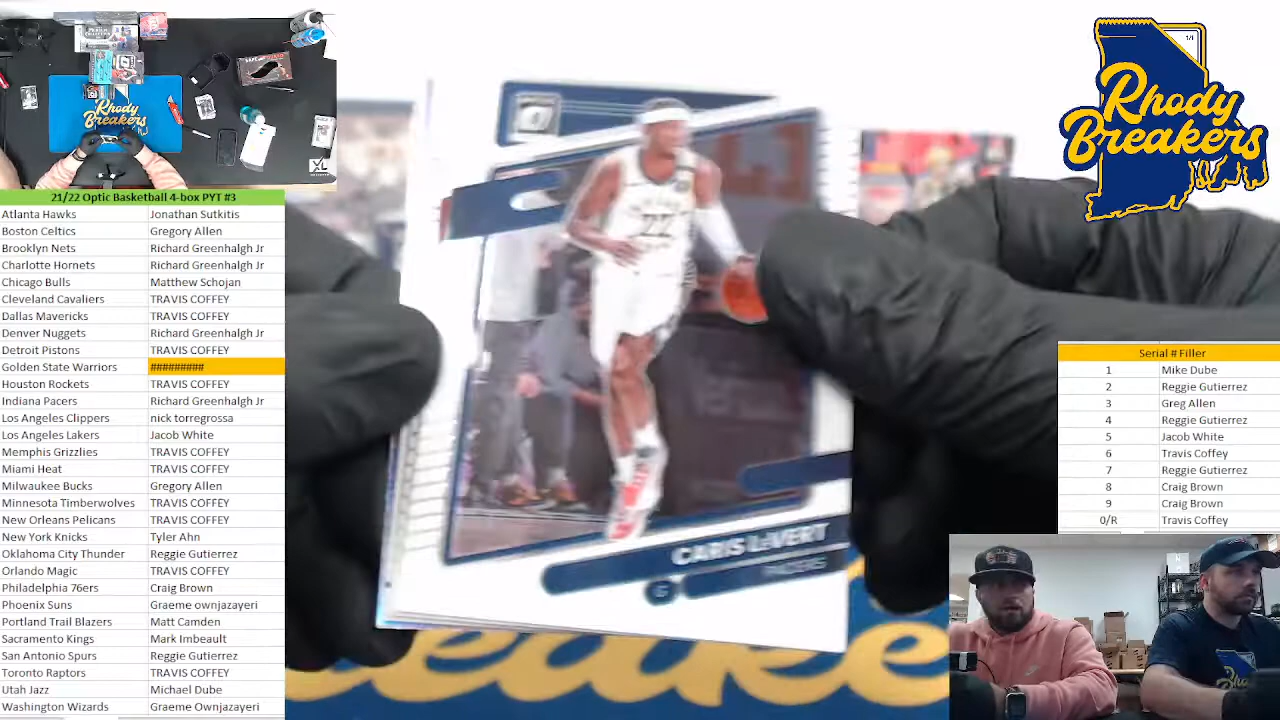 Rhody
Breakers
1/1
Rhody
Breakers
21/22 Optic Basketball 4-box PYT #3
Atlanta Hawks Jonathan Sutkitis
Boston Celtics Gregory Allen
Brooklyn Nets Richard Greenhalgh Jr
Charlotte Hornets Richard Greenhalgh Jr
Chicago Bulls Matthew Schojan
Cleveland Cavaliers TRAVIS COFFEY
Dallas Mavericks TRAVIS COFFEY
Denver Nuggets Richard Greenhalgh Jr
Detroit Pistons TRAVIS COFFEY
Golden State Warriors #########
Houston Rockets TRAVIS COFFEY
Indiana Pacers Richard Greenhalgh Jr
Los Angeles Clippers nick torregrossa
Los Angeles Lakers Jacob White
Memphis Grizzlies TRAVIS COFFEY
Miami Heat TRAVIS COFFEY
Milwaukee Bucks Gregory Allen
Minnesota Timberwolves TRAVIS COFFEY
New Orleans Pelicans TRAVIS COFFEY
New York Knicks Tyler Ahn
Oklahoma City Thunder Reggie Gutierrez
Orlando Magic TRAVIS COFFEY
Philadelphia 76ers Craig Brown
Phoenix Suns Graeme ownjazayeri
Portland Trail Blazers Matt Camden
Sacramento Kings Mark Imbeault
San Antonio Spurs Reggie Gutierrez
Toronto Raptors TRAVIS COFFEY
Utah Jazz Michael Dube
Washington Wizards Graeme Ownjazayeri
22
CARIS LeVERT
PACERS
G
Serial # Filler
1 Mike Dube
2 Reggie Gutierrez
3 Greg Allen
4 Reggie Gutierrez
5 Jacob White
6 Travis Coffey
7 Reggie Gutierrez
8 Craig Brown
9 Craig Brown
0/R Travis Coffey
XL